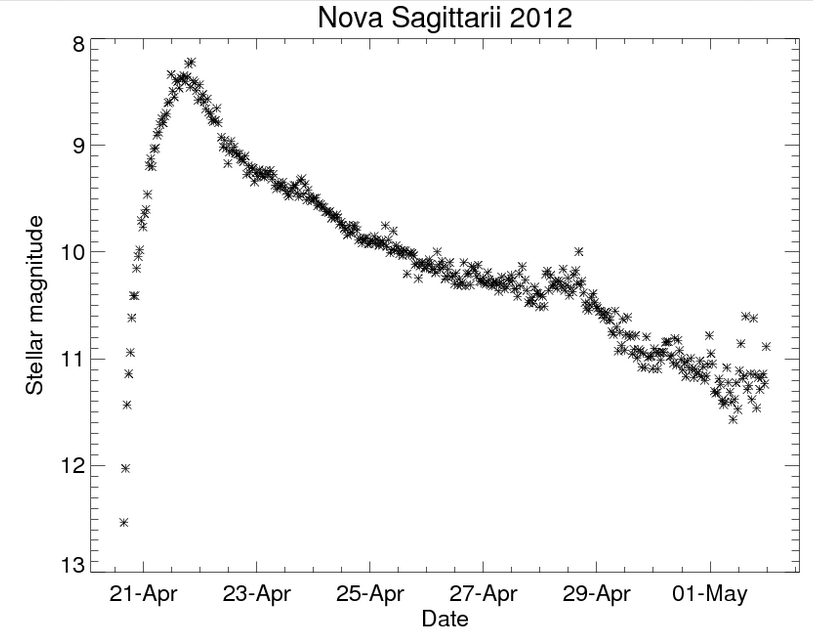 Nova Sagittarii 2012
8
9
10
11
12
13
Stellar magnitude
21-Apr 23-Apr 25-Apr 27-Apr 29-Apr 01-May
Date